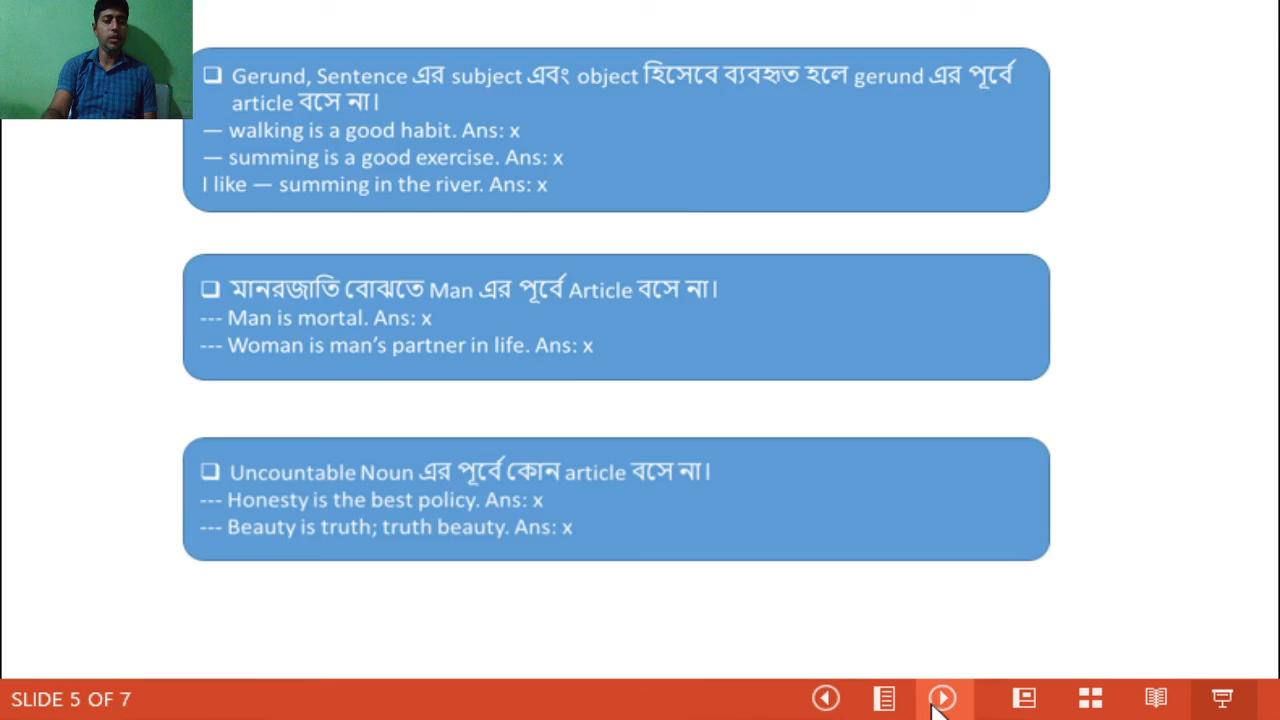 ❑ Gerund, Sentence এর subject এবং object হিসেবে ব্যবহৃত হলে gerund এর পূর্বে
article বসে না।
— walking is a good habit. Ans: x
— summing is a good exercise. Ans: x
I like — summing in the river. Ans: x
❑ মানরজাতি বোঝতে Man এর পূর্বে Article বসে না।
--- Man is mortal. Ans: x
--- Woman is man’s partner in life. Ans: x
❑ Uncountable Noun এর পূর্বে কোন article বসে না।
--- Honesty is the best policy. Ans: x
--- Beauty is truth; truth beauty. Ans: x
SLIDE 5 OF 7